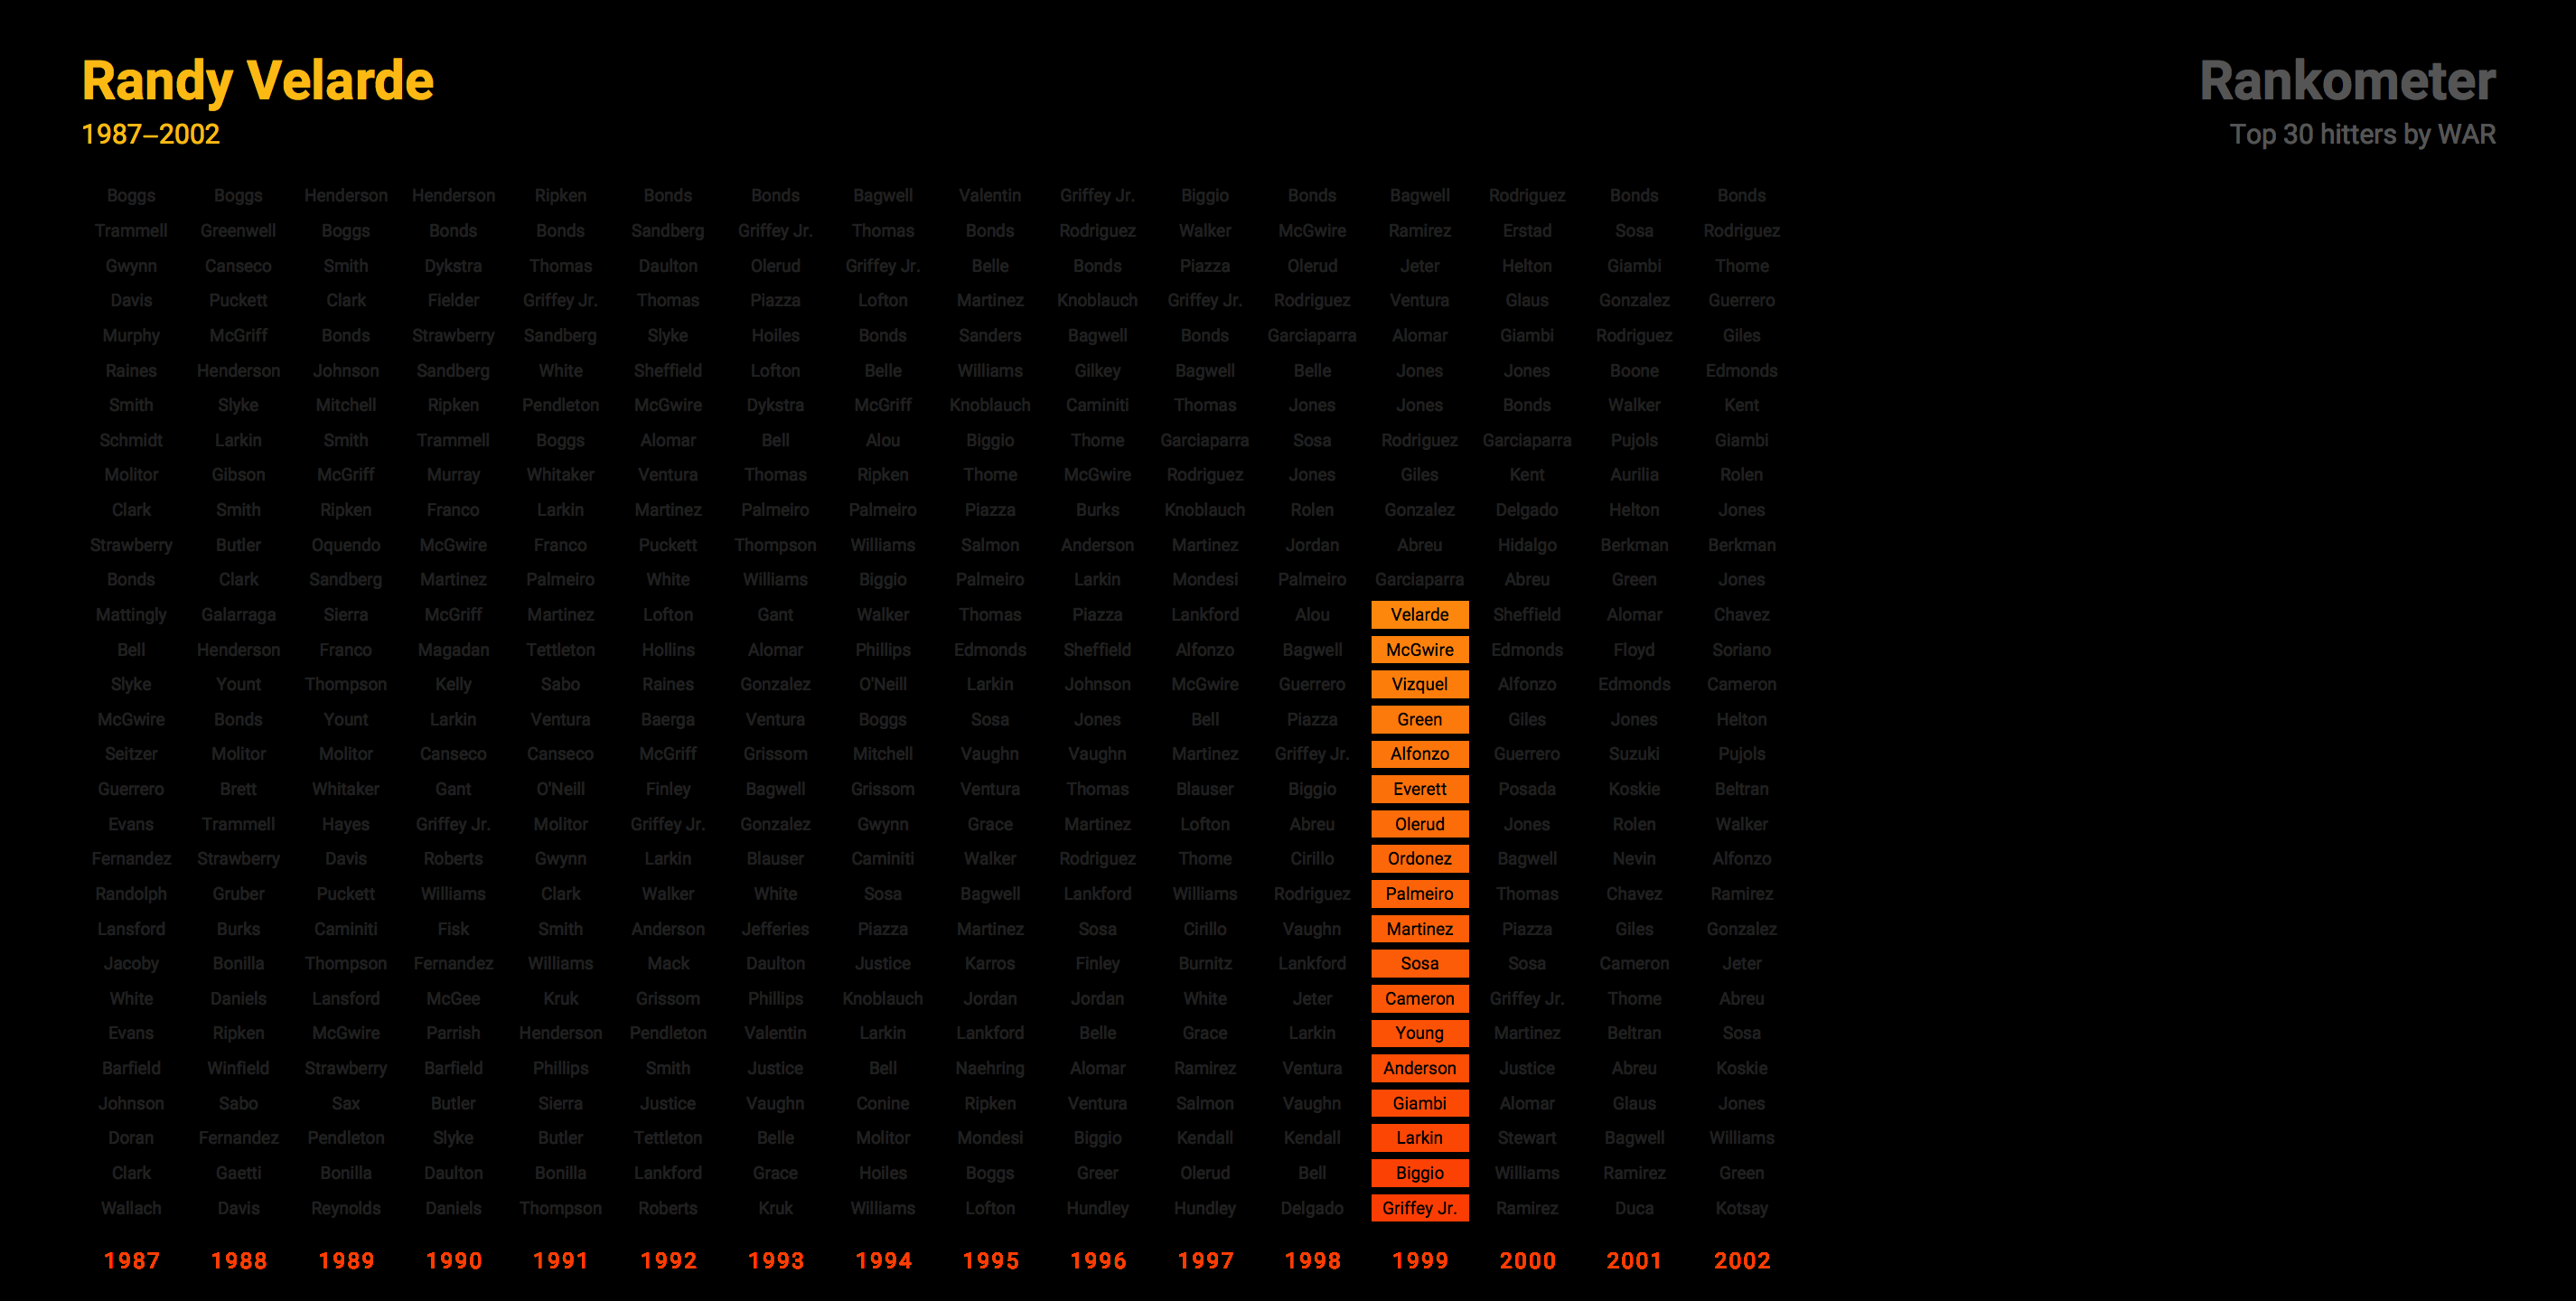 Randy Velarde
1987–2002
Rankometer
Top 30 hitters by WAR
Boggs Boggs Henderson Henderson Ripken Bonds Bonds Bagwell Valentin Griffey Jr. Biggio Bonds Bagwell Rodriguez Bonds Bonds
Trammell Greenwell Boggs Bonds Bonds Sandberg Griffey Jr. Thomas Bonds Rodriguez Walker McGwire Ramirez Erstad Sosa Rodriguez
Gwynn Canseco Smith Dykstra Thomas Daulton Olerud Griffey Jr. Belle Bonds Piazza Olerud Jeter Helton Giambi Thome
Davis Puckett Clark Fielder Griffey Jr. Thomas Piazza Lofton Martinez Knoblauch Griffey Jr. Rodriguez Ventura Glaus Gonzalez Guerrero
Murphy McGriff Bonds Strawberry Sandberg Slyke Hoiles Bonds Sanders Bagwell Bonds Garciaparra Alomar Giambi Rodriguez Giles
Raines Henderson Johnson Sandberg White Sheffield Lofton Belle Williams Gilkey Bagwell Belle Jones Jones Boone Edmonds
Smith Slyke Mitchell Ripken Pendleton McGwire Dykstra McGriff Knoblauch Caminiti Thomas Jones Jones Bonds Walker Kent
Schmidt Larkin Smith Trammell Boggs Alomar Bell Alou Biggio Thome Garciaparra Sosa Rodriguez Garciaparra Pujols Giambi
Molitor Gibson McGriff Murray Whitaker Ventura Thomas Ripken Thome McGwire Rodriguez Jones Giles Kent Aurilia Rolen
Clark Smith Ripken Franco Larkin Martinez Palmeiro Palmeiro Piazza Burks Knoblauch Rolen Gonzalez Delgado Helton Jones
Strawberry Butler Oquendo McGwire Franco Puckett Thompson Williams Salmon Anderson Martinez Jordan Abreu Hidalgo Berkman Berkman
Bonds Clark Sandberg Martinez Palmeiro White Williams Biggio Palmeiro Larkin Mondesi Palmeiro Garciaparra Abreu Green Jones
Mattingly Galarraga Sierra McGriff Martinez Lofton Gant Walker Thomas Piazza Lankford Alou Velarde Sheffield Alomar Chavez
Bell Henderson Franco Magadan Tettleton Hollins Alomar Phillips Edmonds Sheffield Alfonzo Bagwell McGwire Edmonds Floyd Soriano
Slyke Yount Thompson Kelly Sabo Raines Gonzalez O'Neill Larkin Johnson McGwire Guerrero Vizquel Alfonzo Edmonds Cameron
McGwire Bonds Yount Larkin Ventura Baerga Ventura Boggs Sosa Jones Bell Piazza Green Giles Jones Helton
Seitzer Molitor Molitor Canseco Canseco McGriff Grissom Mitchell Vaughn Vaughn Martinez Griffey Jr. Alfonzo Guerrero Suzuki Pujols
Guerrero Brett Whitaker Gant O'Neill Finley Bagwell Grissom Ventura Thomas Blauser Biggio Everett Posada Koskie Beltran
Evans Trammell Hayes Griffey Jr. Molitor Griffey Jr. Gonzalez Gwynn Grace Martinez Lofton Abreu Olerud Jones Rolen Walker
Fernandez Strawberry Davis Roberts Gwynn Larkin Blauser Caminiti Walker Rodriguez Thome Cirillo Ordonez Bagwell Nevin Alfonzo
Randolph Gruber Puckett Williams Clark Walker White Sosa Bagwell Lankford Williams Rodriguez Palmeiro Thomas Chavez Ramirez
Lansford Burks Caminiti Fisk Smith Anderson Jefferies Piazza Martinez Sosa Cirillo Vaughn Martinez Piazza Giles Gonzalez
Jacoby Bonilla Thompson Fernandez Williams Mack Daulton Justice Karros Finley Burnitz Lankford Sosa Sosa Cameron Jeter
White Daniels Lansford McGee Kruk Grissom Phillips Knoblauch Jordan Jordan White Jeter Cameron Griffey Jr. Thome Abreu
Evans Ripken McGwire Parrish Henderson Pendleton Valentin Larkin Lankford Belle Grace Larkin Young Martinez Beltran Sosa
Barfield Winfield Strawberry Barfield Phillips Smith Justice Bell Naehring Alomar Ramirez Ventura Anderson Justice Abreu Koskie
Johnson Sabo Sax Butler Sierra Justice Vaughn Conine Ripken Ventura Salmon Vaughn Giambi Alomar Glaus Jones
Doran Fernandez Pendleton Slyke Butler Tettleton Belle Molitor Mondesi Biggio Kendall Kendall Larkin Stewart Bagwell Williams
Clark Gaetti Bonilla Daulton Bonilla Lankford Grace Hoiles Boggs Greer Olerud Bell Biggio Williams Ramirez Green
Wallach Davis Reynolds Daniels Thompson Roberts Kruk Williams Lofton Hundley Hundley Delgado Griffey Jr. Ramirez Duca Kotsay
1987 1988 1989 1990 1991 1992 1993 1994 1995 1996 1997 1998 1999 2000 2001 2002